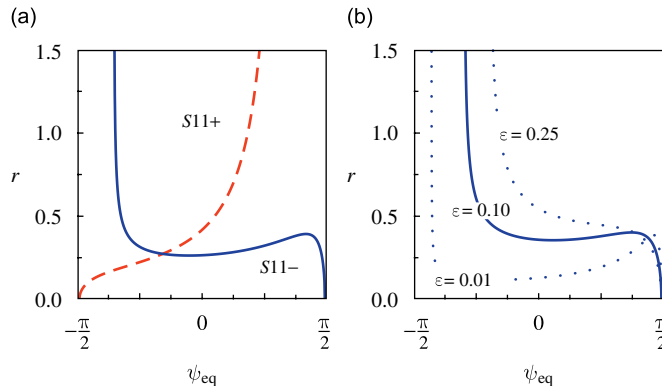 (a) (b)
1.5 1.5
S11+
ε = 0.25
1.0 1.0
r r
ε = 0.10
0.5 0.5
S11−
ε = 0.01
0.0 0.0
−π/2 0 π/2 −π/2 0 π/2
ψeq ψeq